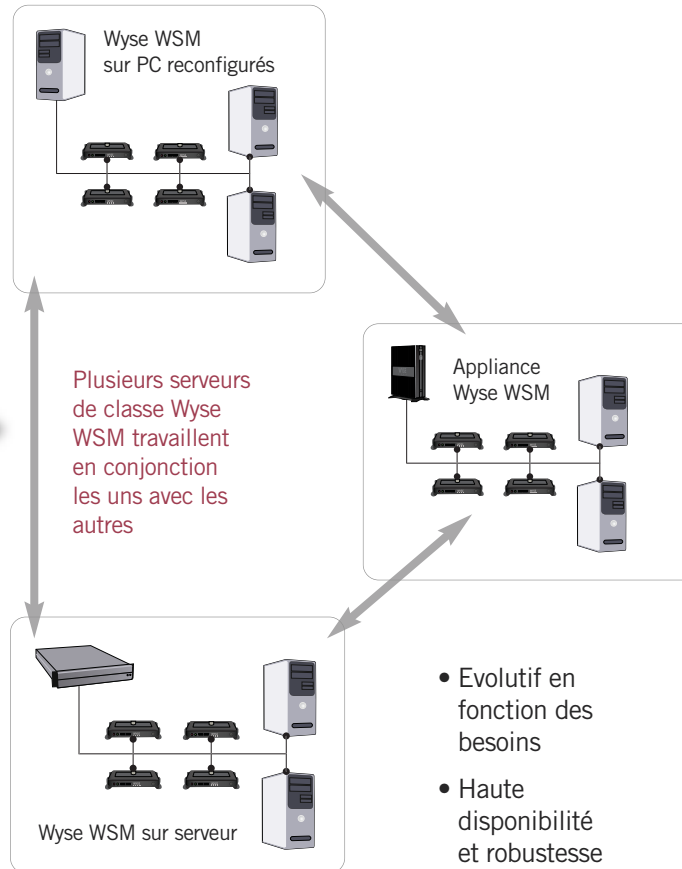 Wyse WSM
sur PC reconfigurés
Plusieurs serveurs
de classe Wyse
WSM travaillent
en conjonction
les uns avec les
autres
Appliance
Wyse WSM
Wyse WSM sur serveur
• Evolutif en
fonction des
besoins
• Haute
disponibilité
et robustesse